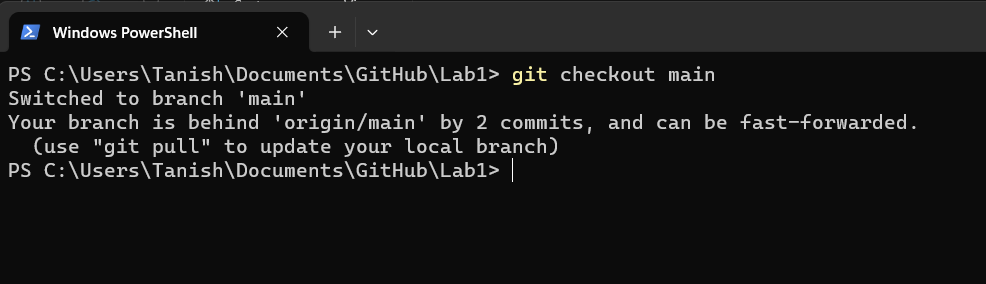 Windows PowerShell
PS C:\Users\Tanish\Documents\GitHub\Lab1> git checkout main
Switched to branch 'main'
Your branch is behind 'origin/main' by 2 commits, and can be fast-forwarded.
  (use "git pull" to update your local branch)
PS C:\Users\Tanish\Documents\GitHub\Lab1>